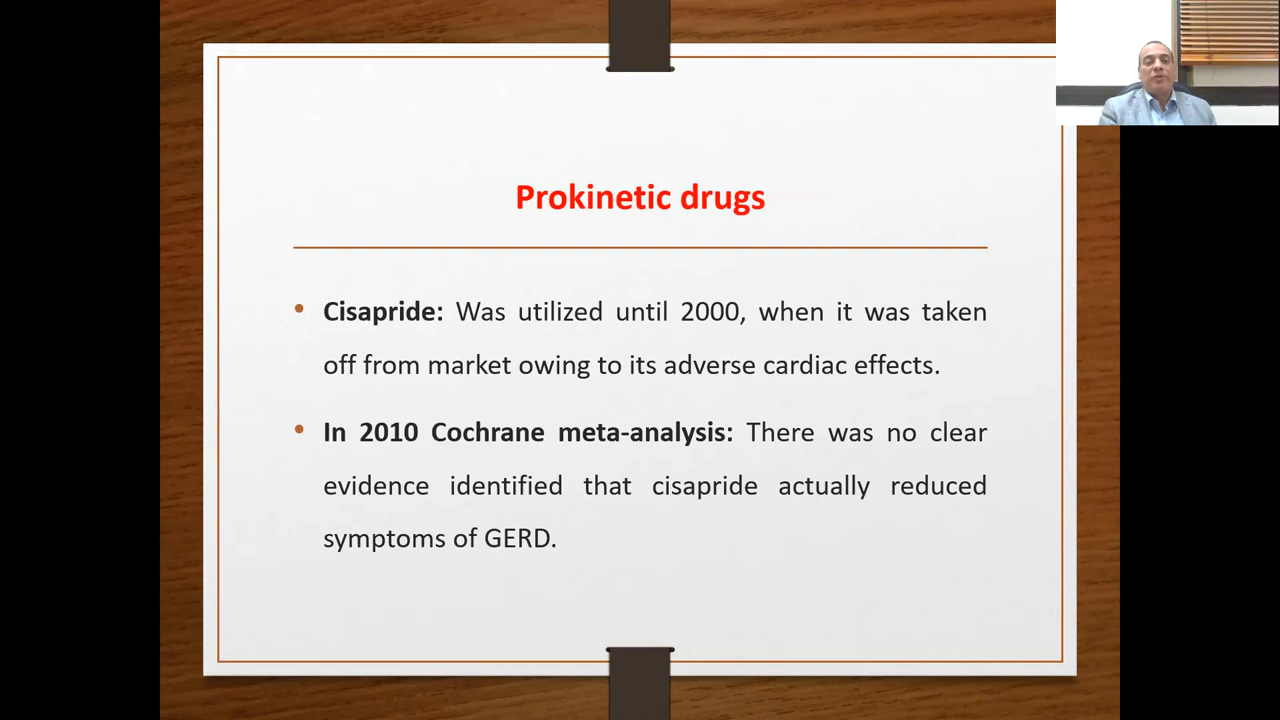 Prokinetic drugs
• Cisapride: Was utilized until 2000, when it was taken
off from market owing to its adverse cardiac effects.
• In 2010 Cochrane meta-analysis: There was no clear
evidence identified that cisapride actually reduced
symptoms of GERD.